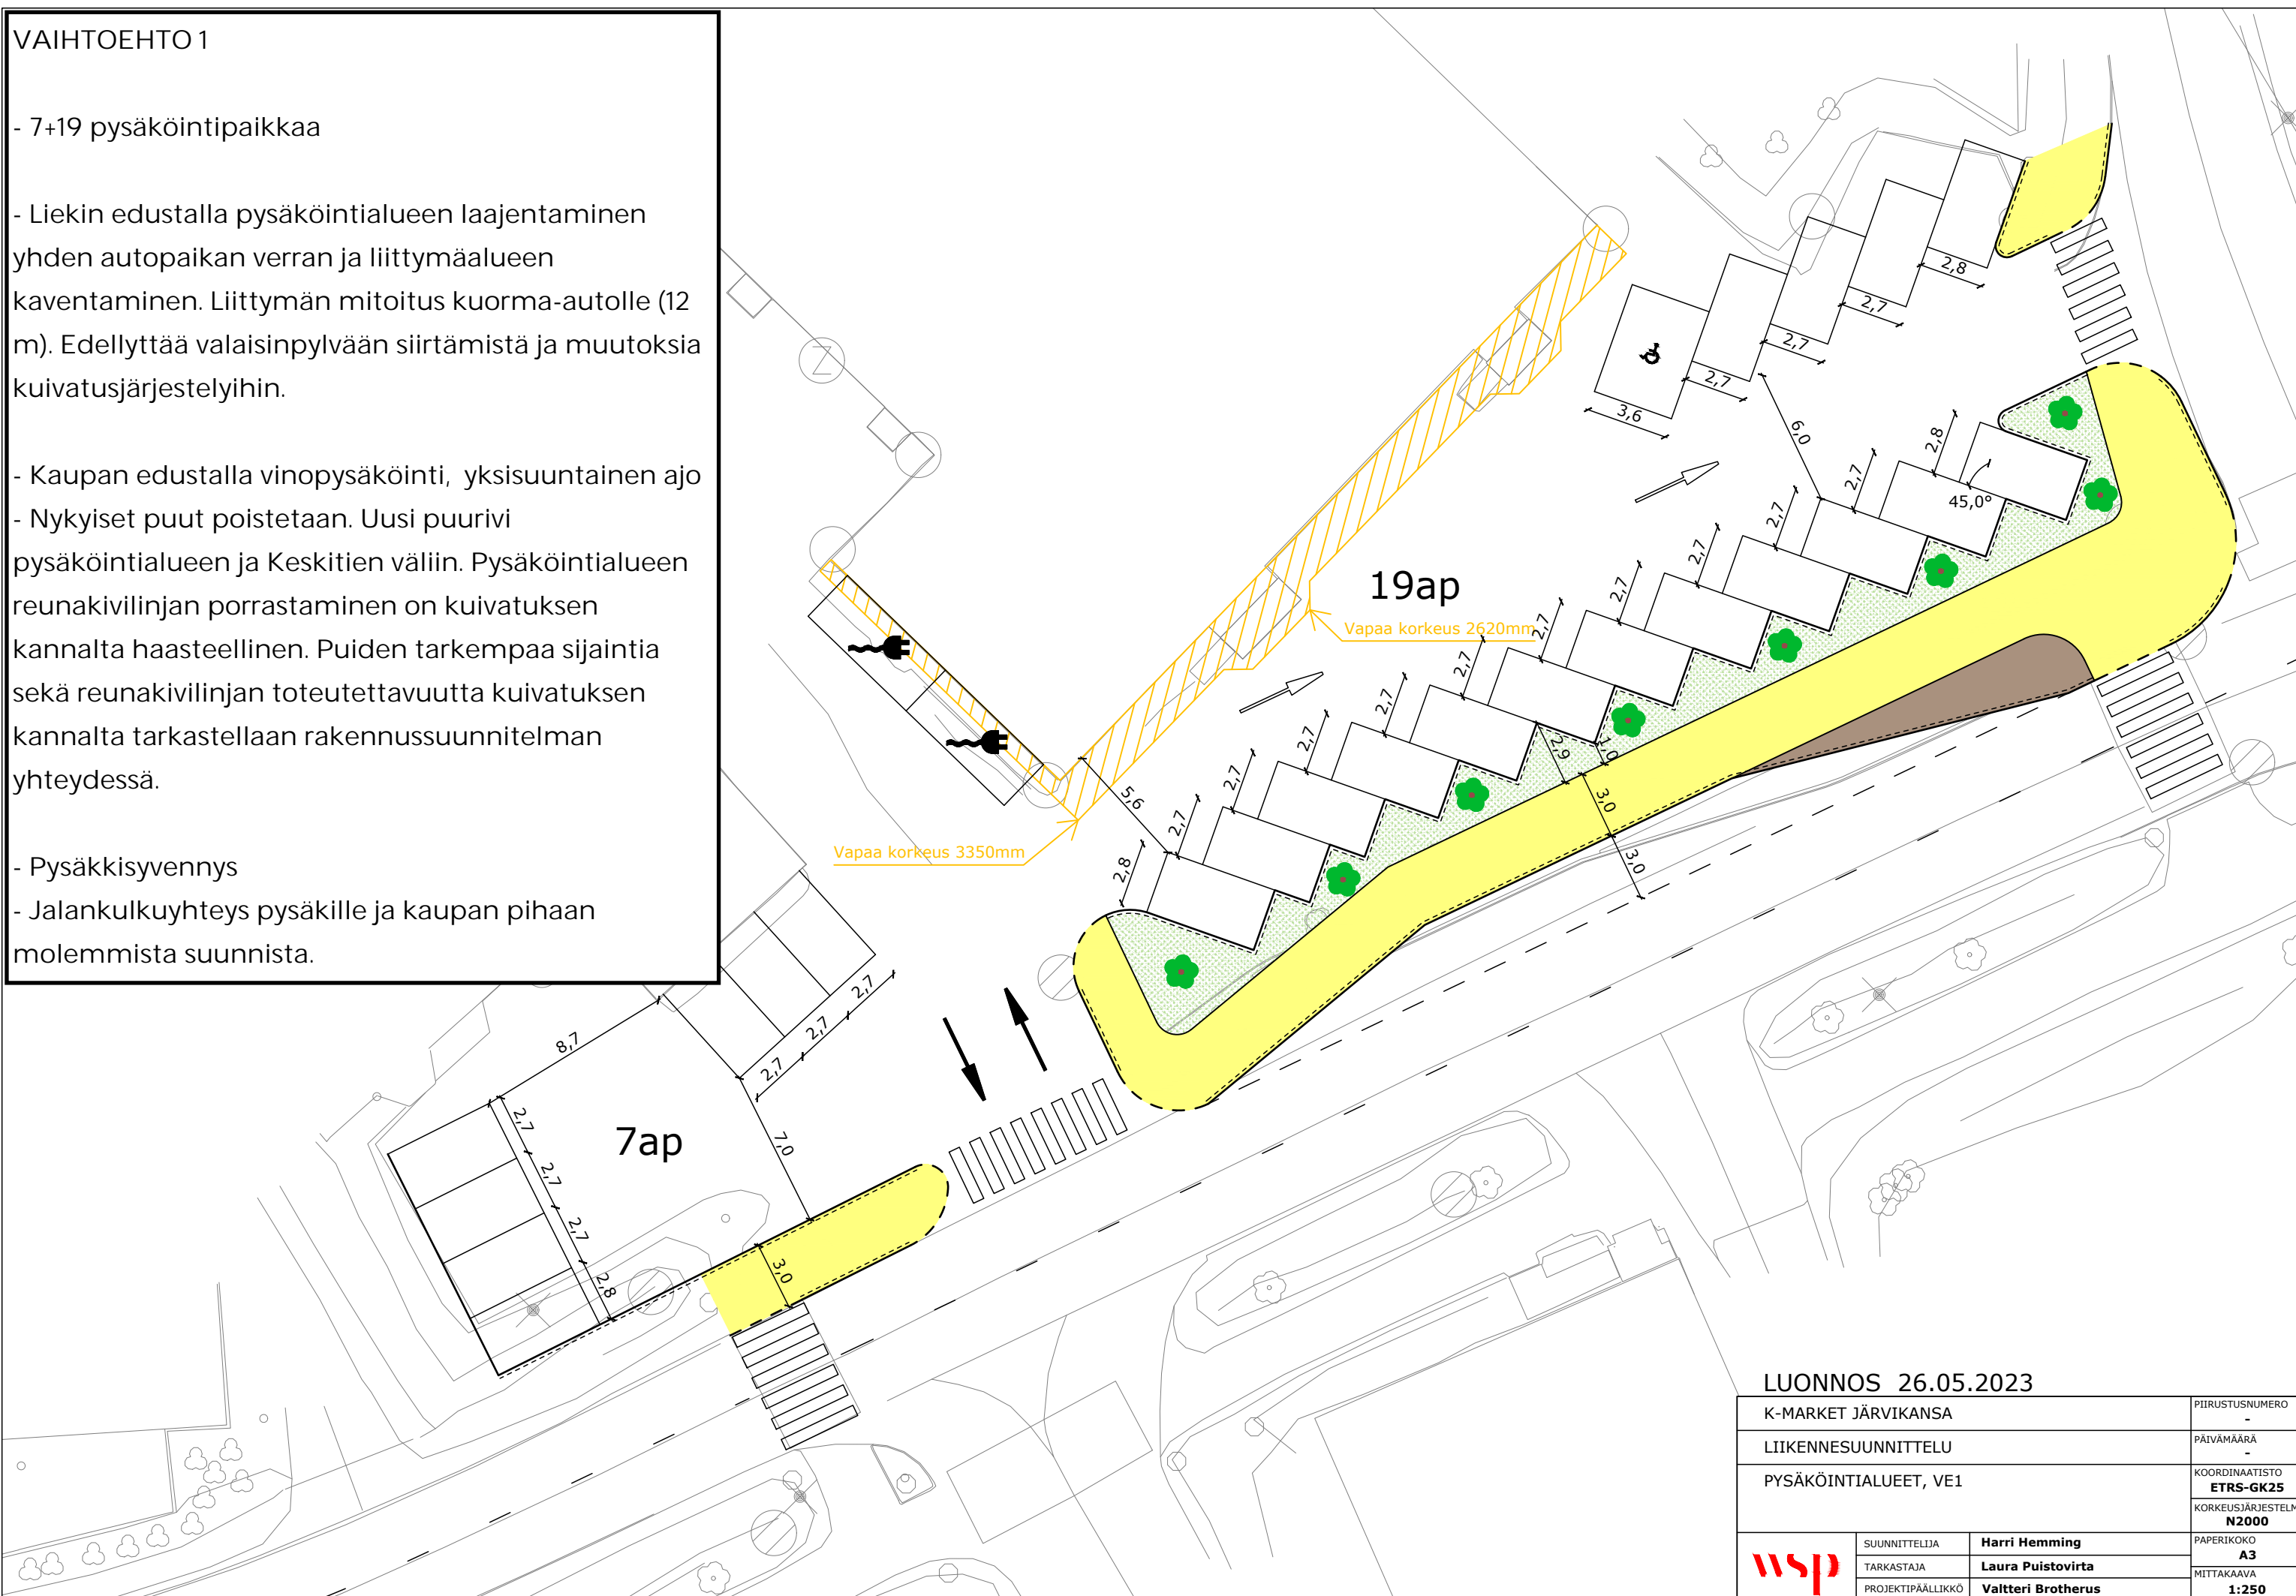 VAIHTOEHTO 1
- 7+19 pysäköintipaikkaa
- Liekin edustalla pysäköintialueen laajentaminen
yhden autopaikan verran ja liittymäalueen
kaventaminen. Liittymän mitoitus kuorma-autolle (12
m). Edellyttää valaisinpylvään siirtämistä ja muutoksia
kuivatusjärjestelyihin.
- Kaupan edustalla vinopysäköinti, yksisuuntainen ajo
- Nykyiset puut poistetaan. Uusi puurivi
pysäköintialueen ja Keskitien väliin. Pysäköintialueen
reunakivilinjan porrastaminen on kuivatuksen
kannalta haasteellinen. Puiden tarkempaa sijaintia
sekä reunakivilinjan toteutettavuutta kuivatuksen
kannalta tarkastellaan rakennussuunnitelman
yhteydessä.
- Pysäkkisyvennys
- Jalankulkuyhteys pysäkille ja kaupan pihaan
molemmista suunnista.
2,8
2,7
2,7
2,7
3,6
6,0
2,8
45,0°
2,7
2,7
2,7
2,7
2,7
2,7
2,7
2,7
2,7
2,7
2,8
19ap
Vapaa korkeus 2620mm
2,9
1,0
3,0
3,0
5,6
Vapaa korkeus 3350mm
2,7
2,7
2,7
8,7
7,0
7ap
2,7
2,7
2,7
2,8
3,0
LUONNOS 26.05.2023
K-MARKET JÄRVIKANSA
PIIRUSTUSNUMERO
-
LIIKENNESUUNNITTELU
PÄIVÄMÄÄRÄ
-
PYSÄKÖINTIALUEET, VE1
KOORDINAATISTO
ETRS-GK25
KORKEUSJÄRJESTELM
N2000
wsp
SUUNNITTELIJA Harri Hemming
TARKASTAJA Laura Puistovirta
PROJEKTIPÄÄLLIKKÖ Valtteri Brotherus
PAPERIKOKO
A3
MITTAKAAVA
1:250